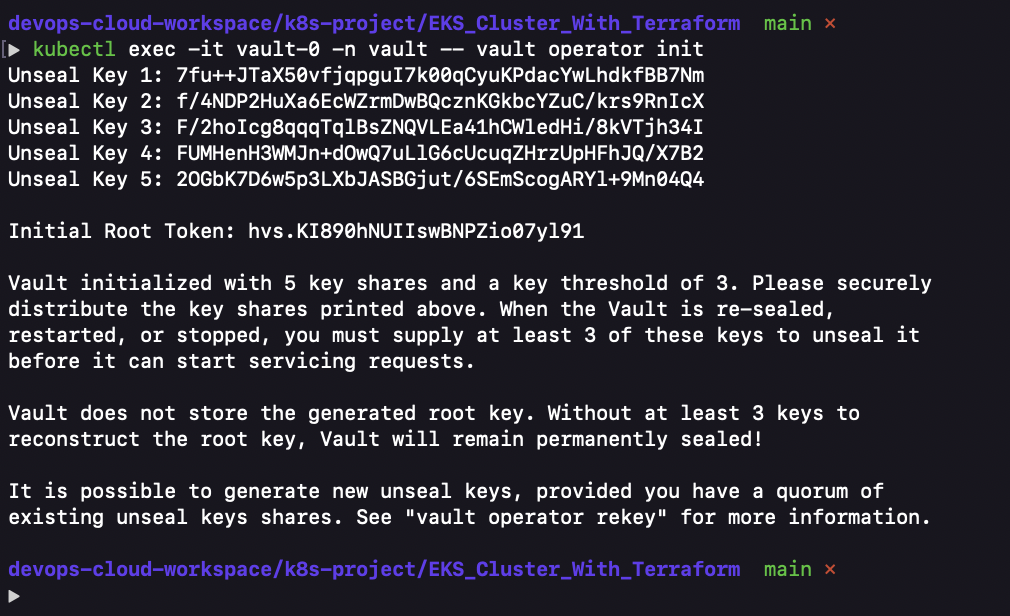 devops-cloud-workspace/k8s-project/EKS_Cluster_With_Terraform main ×
[▶ kubectl exec -it vault-0 -n vault -- vault operator init
Unseal Key 1: 7fu++JTaX50vfjqpguI7k00qCyuKPdacYwLhdkfBB7Nm
Unseal Key 2: f/4NDP2HuXa6EcWZrmDwBQcznKGkbcYZuC/krs9RnIcX
Unseal Key 3: F/2hoIcg8qqqTqlBsZNQVLEa41hCWledHi/8kVTjh34I
Unseal Key 4: FUMHenH3WMJn+dOwQ7uLlG6cUcuqZHrzUpHFhJQ/X7B2
Unseal Key 5: 2OGbK7D6w5p3LXbJASBGjut/6SEmScogARYl+9Mn04Q4
Initial Root Token: hvs.KI890hNUIIswBNPZio07yl91
Vault initialized with 5 key shares and a key threshold of 3. Please securely
distribute the key shares printed above. When the Vault is re-sealed,
restarted, or stopped, you must supply at least 3 of these keys to unseal it
before it can start servicing requests.
Vault does not store the generated root key. Without at least 3 keys to
reconstruct the root key, Vault will remain permanently sealed!
It is possible to generate new unseal keys, provided you have a quorum of
existing unseal keys shares. See "vault operator rekey" for more information.
devops-cloud-workspace/k8s-project/EKS_Cluster_With_Terraform main ×
▶